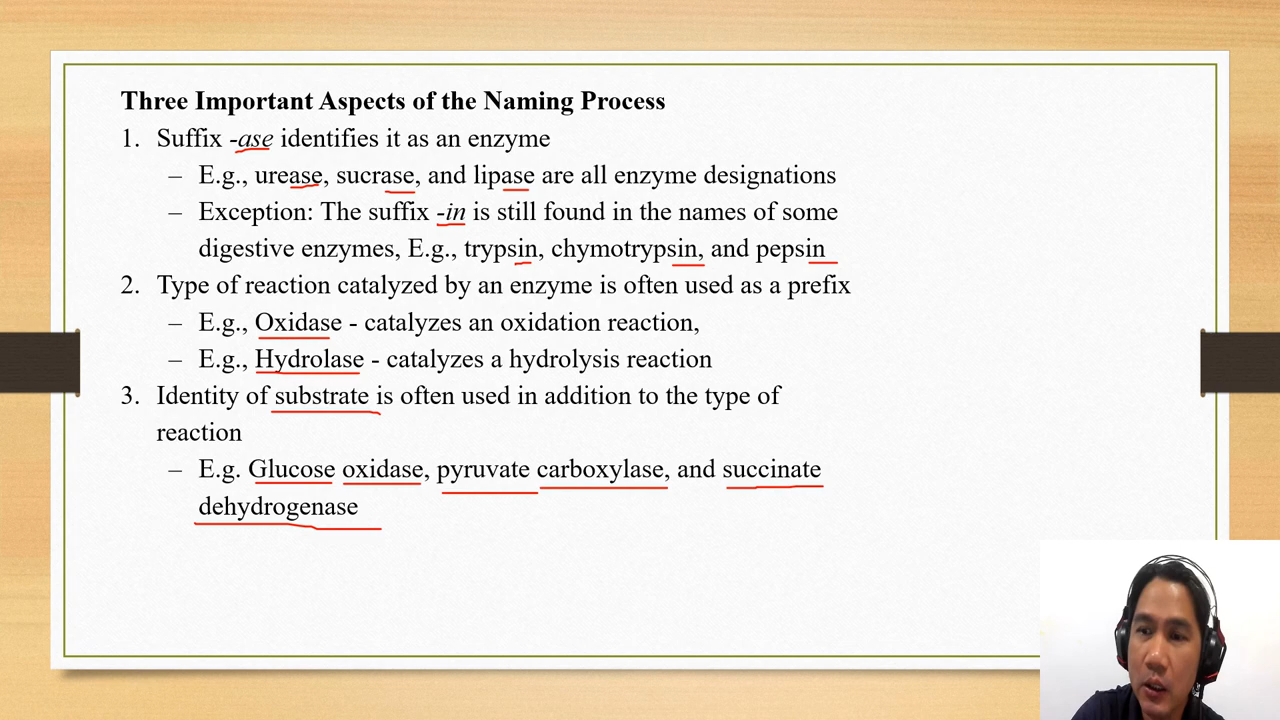 Three Important Aspects of the Naming Process
1. Suffix -ase identifies it as an enzyme
– E.g., urease, sucrase, and lipase are all enzyme designations
– Exception: The suffix -in is still found in the names of some
digestive enzymes, E.g., trypsin, chymotrypsin, and pepsin
2. Type of reaction catalyzed by an enzyme is often used as a prefix
– E.g., Oxidase - catalyzes an oxidation reaction,
– E.g., Hydrolase - catalyzes a hydrolysis reaction
3. Identity of substrate is often used in addition to the type of
reaction
– E.g. Glucose oxidase, pyruvate carboxylase, and succinate
dehydrogenase